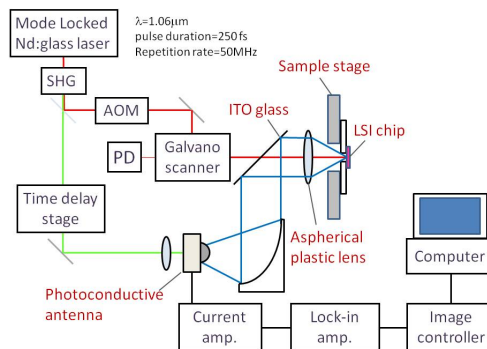 Mode Locked
Nd:glass laser
λ=1.06μm
pulse duration=250 fs
Repetition rate=50MHz
SHG
AOM
ITO glass
Sample stage
LSI chip
PD
Galvano
scanner
Time delay
stage
Aspherical
plastic lens
Computer
Photoconductive
antenna
Current
amp.
Lock-in
amp.
Image
controller